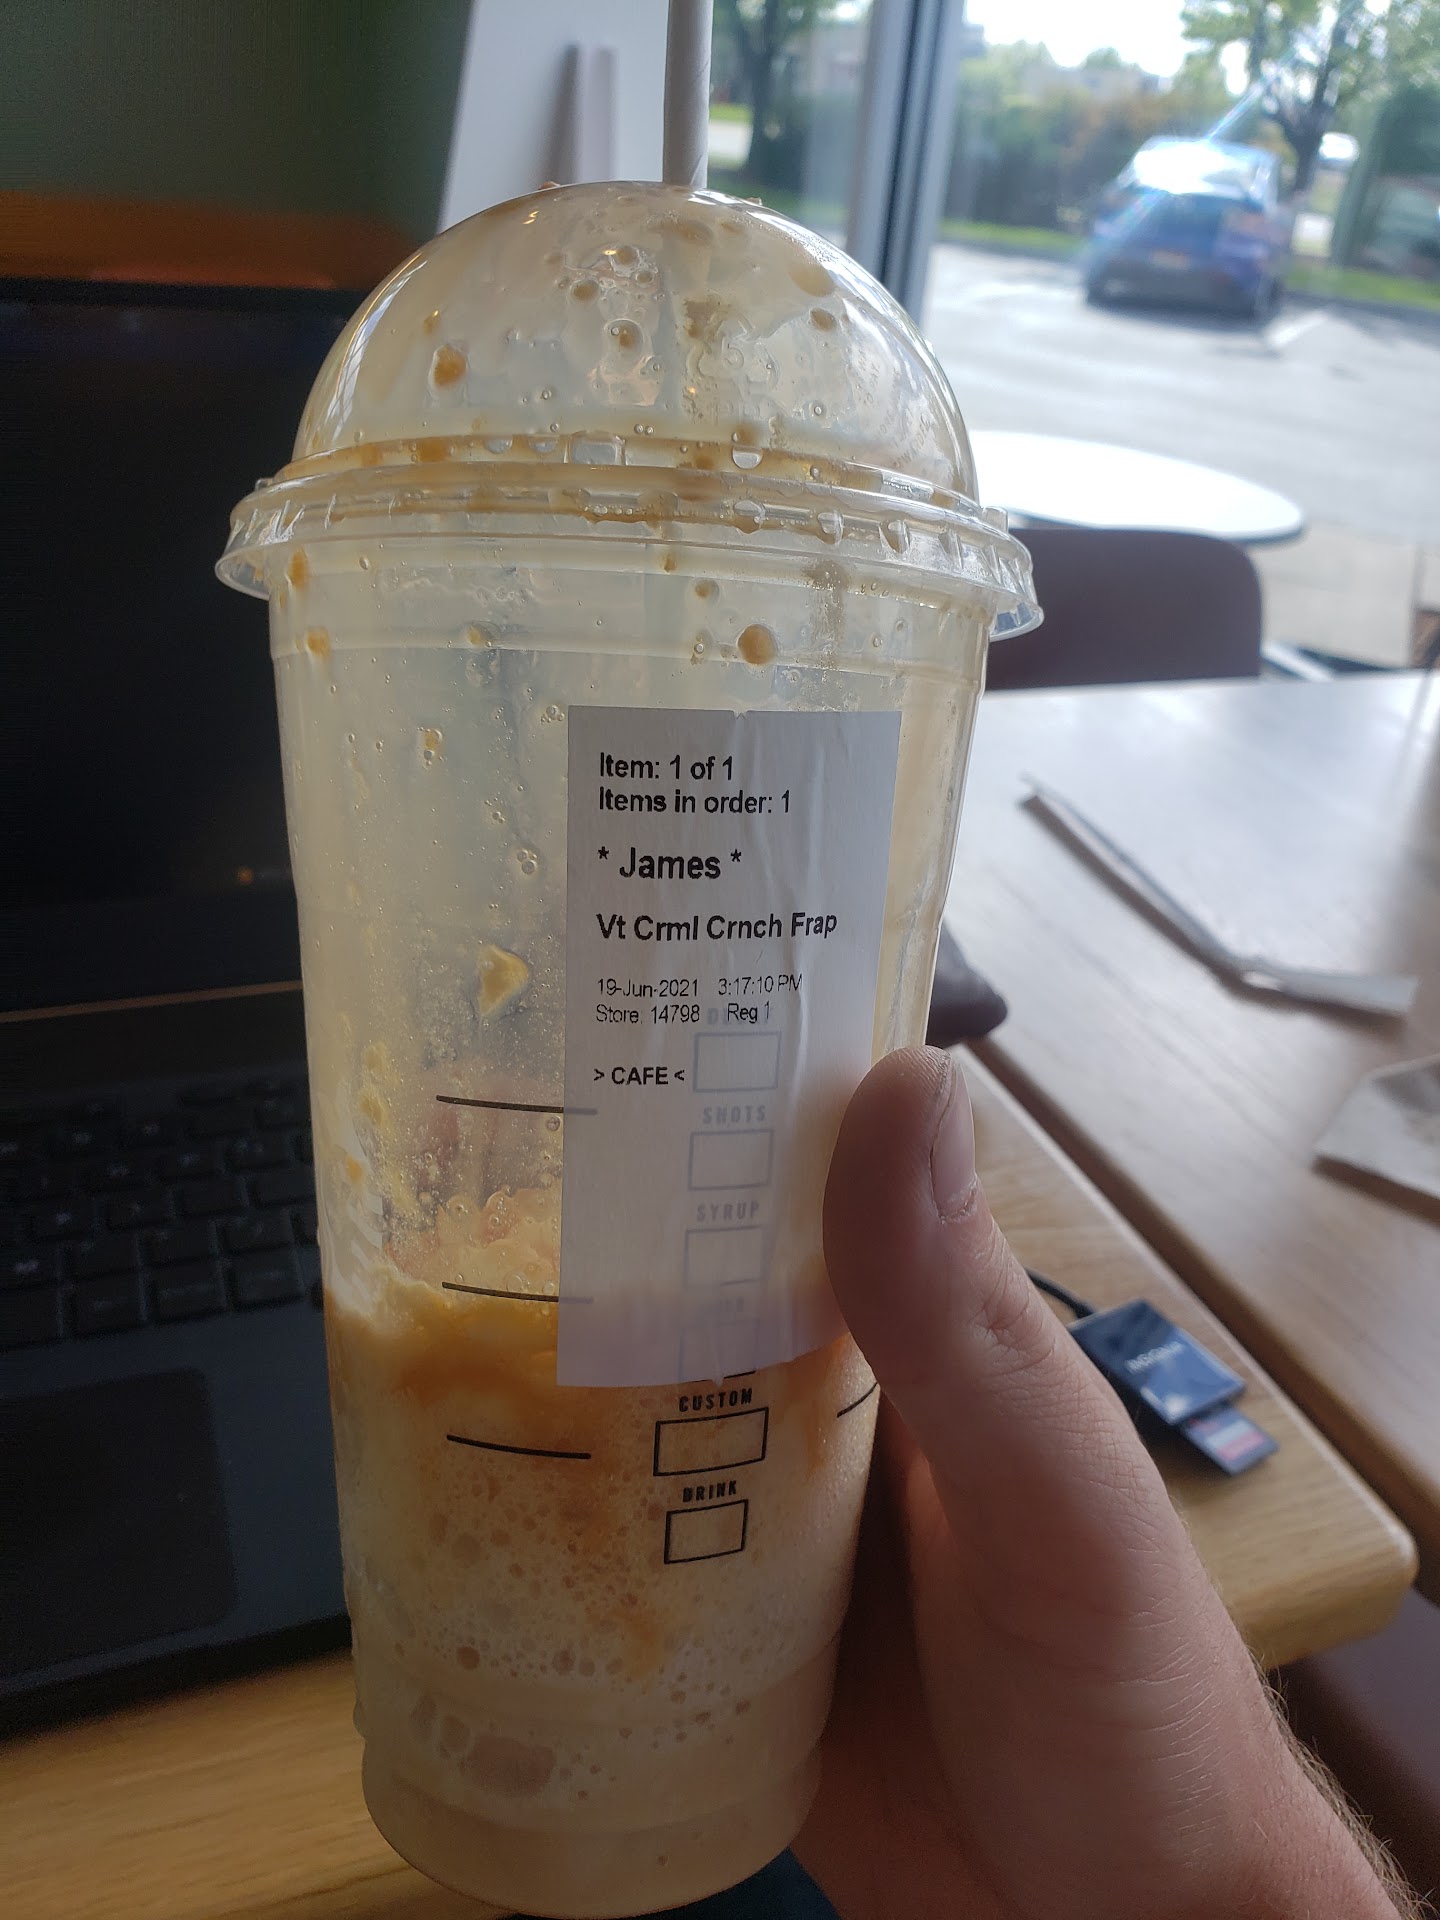 Item: 1 of 1
Items in order: 1
* James *
Vt Crml Crnch Frap
19-Jun-2021 3:17:10 PM
Store: 14798 Reg 1
> CAFE <
SHOTS
SYRUP
CUSTOM
DRINK